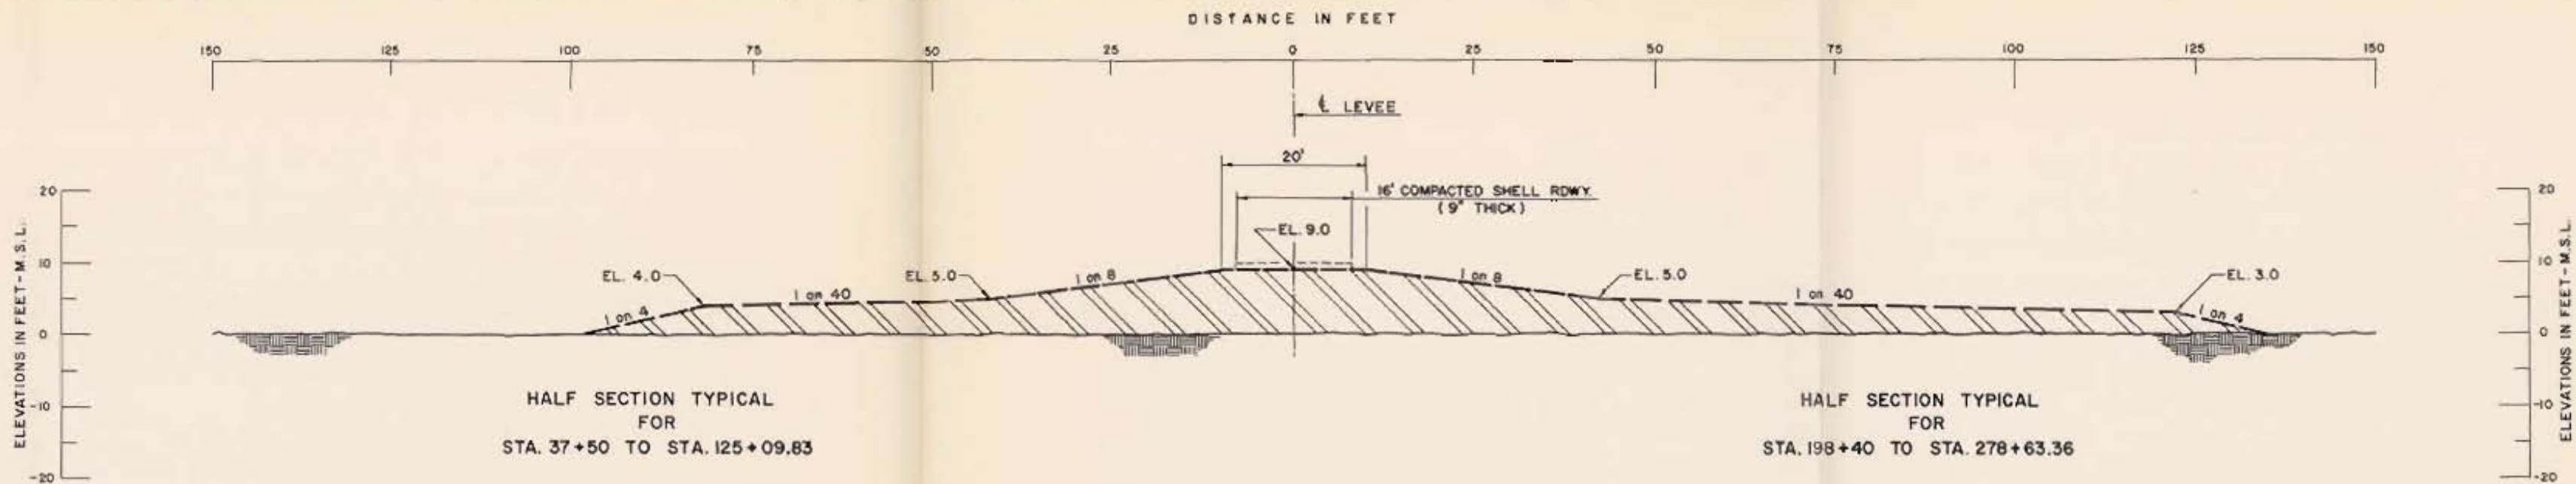 DISTANCE IN FEET
150 125 100 75 50 25 0 25 50 75 100 125 150
℄ LEVEE
20'
16' COMPACTED SHELL RDWY.
(9" THICK)
EL. 9.0
EL. 4.0
EL. 5.0
EL. 5.0
EL. 3.0
1 on 4
1 on 40
1 on 8
1 on 8
1 on 40
1 on 4
ELEVATIONS IN FEET - M.S.L.
20
10
0
-10
-20
20
10
0
-10
-20
ELEVATIONS IN FEET - M.S.L.
HALF SECTION TYPICAL
FOR
STA. 37+50 TO STA. 125+09.83
HALF SECTION TYPICAL
FOR
STA. 198+40 TO STA. 278+63.36